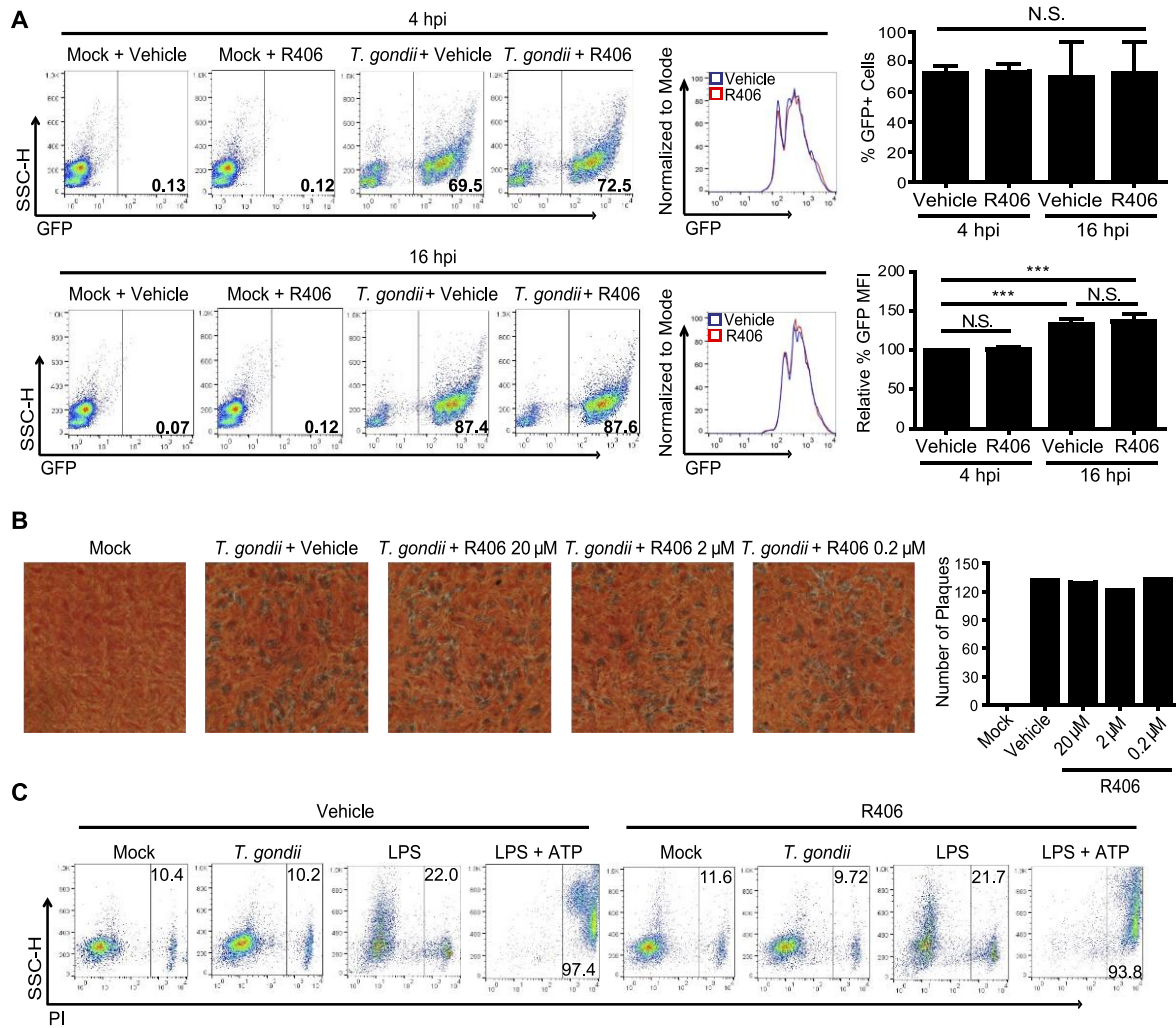 A
4 hpi
Mock + Vehicle
Mock + R406
T. gondii + Vehicle
T. gondii + R406
0.13
0.12
69.5
72.5
SSC-H
GFP
Normalized to Mode
Vehicle
R406
GFP
N.S.
% GFP+ Cells
100
80
60
40
20
0
Vehicle R406 Vehicle R406
4 hpi
16 hpi
16 hpi
Mock + Vehicle
Mock + R406
T. gondii + Vehicle
T. gondii + R406
0.07
0.12
87.4
87.6
SSC-H
GFP
Normalized to Mode
Vehicle
R406
GFP
***
***
N.S.
N.S.
Relative % GFP MFI
200
150
100
50
0
Vehicle R406 Vehicle R406
4 hpi
16 hpi
B
Mock
T. gondii + Vehicle
T. gondii + R406 20 µM
T. gondii + R406 2 µM
T. gondii + R406 0.2 µM
Number of Plaques
150
120
90
60
30
0
Mock
Vehicle
20 µM
2 µM
0.2 µM
R406
C
Vehicle
R406
Mock
T. gondii
LPS
LPS + ATP
Mock
T. gondii
LPS
LPS + ATP
10.4
10.2
22.0
97.4
11.6
9.72
21.7
93.8
SSC-H
PI